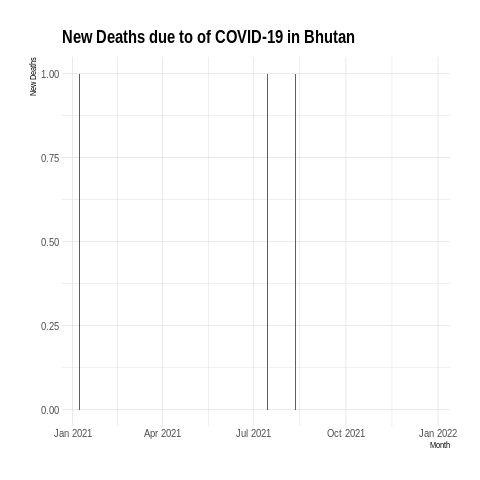 New Deaths due to of COVID-19 in Bhutan
New Deaths
1.00
0.75
0.50
0.25
0.00
Jan 2021 Apr 2021 Jul 2021 Oct 2021 Jan 2022
Month